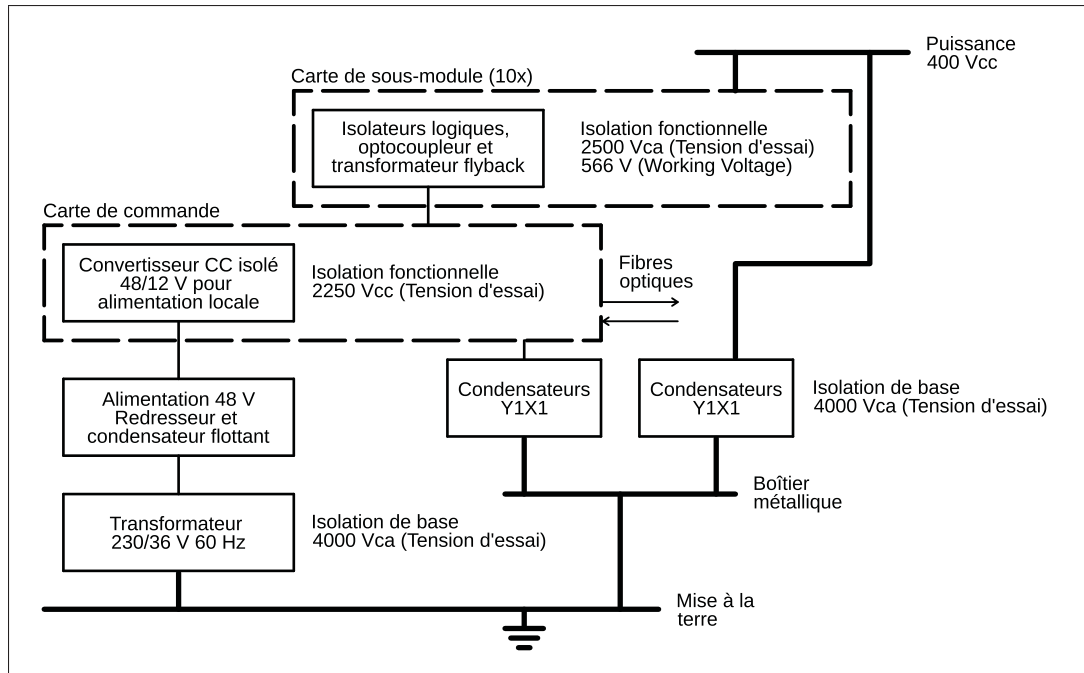 Puissance
400 Vcc
Carte de sous-module (10x)
Isolateurs logiques,
optocoupleur et
transformateur flyback
Isolation fonctionnelle
2500 Vca (Tension d'essai)
566 V (Working Voltage)
Carte de commande
Convertisseur CC isolé
48/12 V pour
alimentation locale
Isolation fonctionnelle
2250 Vcc (Tension d'essai)
Fibres
optiques
Alimentation 48 V
Redresseur et
condensateur flottant
Condensateurs
Y1X1
Condensateurs
Y1X1
Isolation de base
4000 Vca (Tension d'essai)
Boîtier
métallique
Transformateur
230/36 V 60 Hz
Isolation de base
4000 Vca (Tension d'essai)
Mise à la
terre